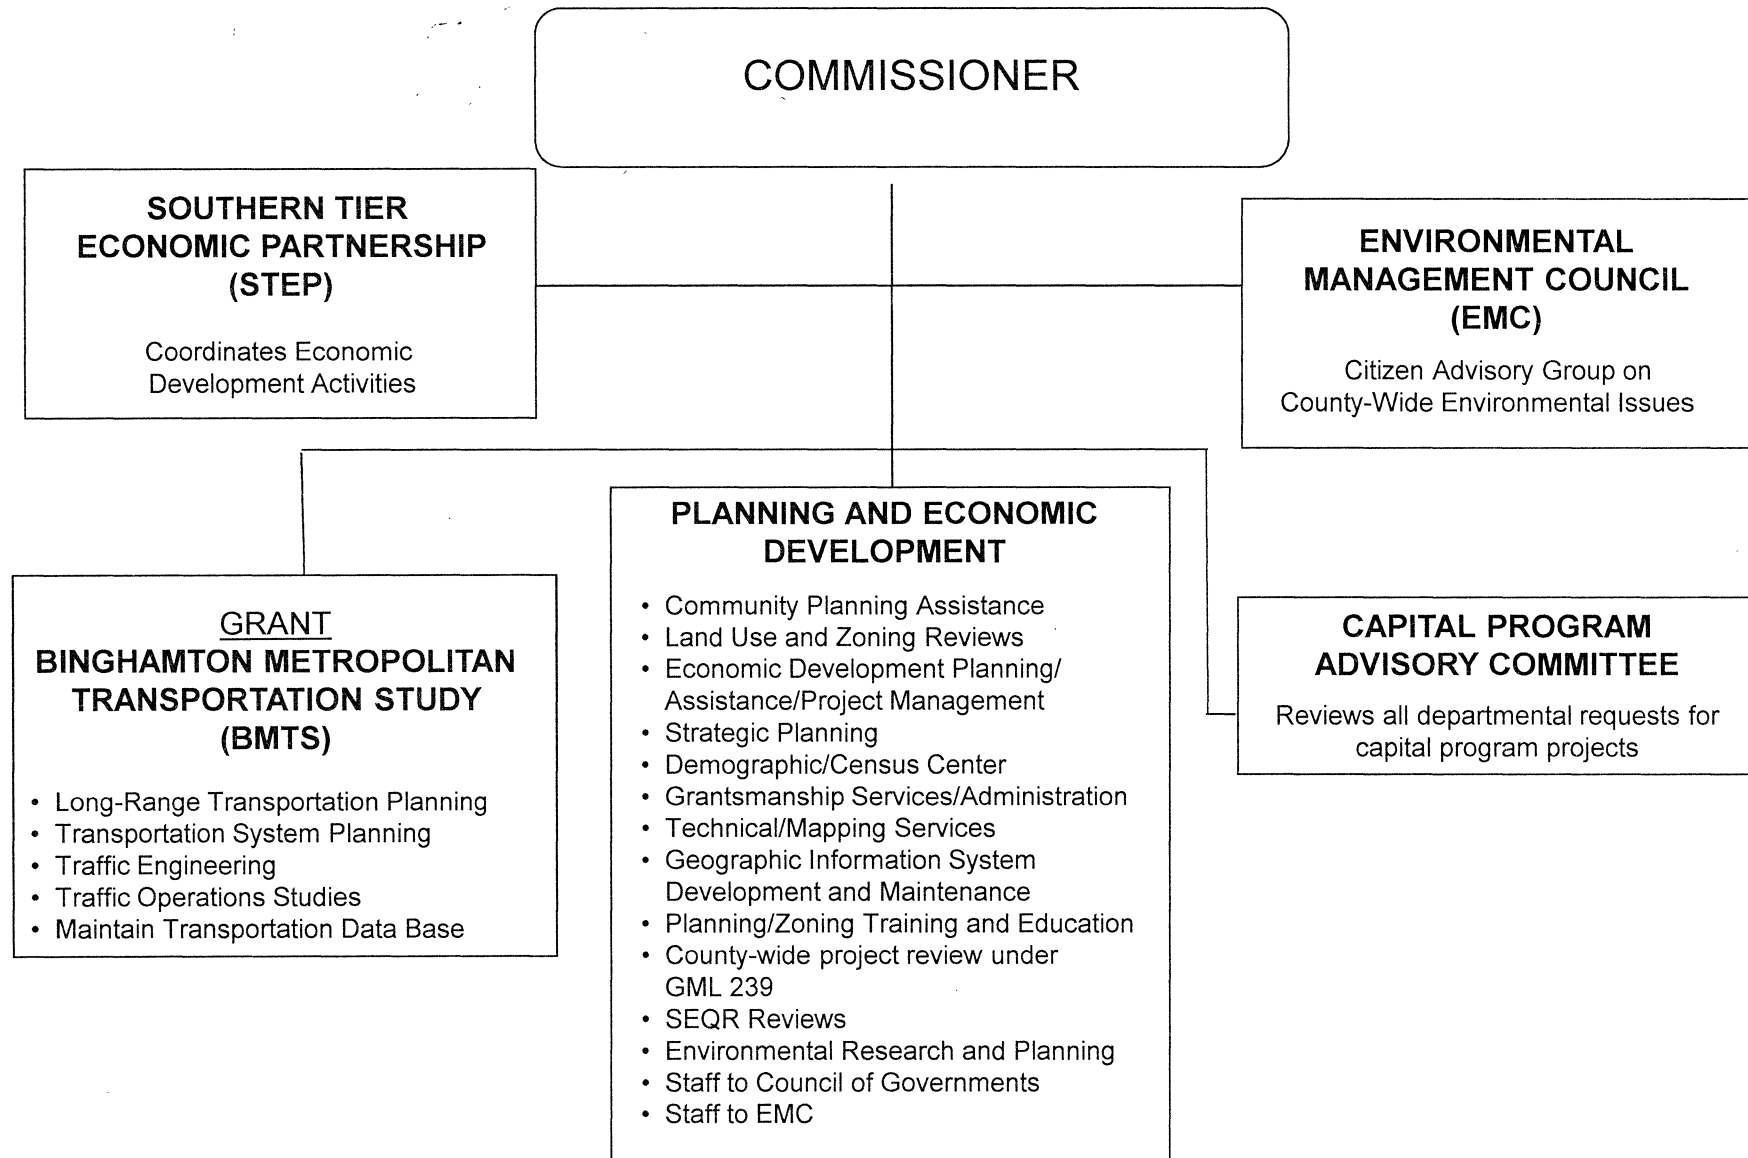 COMMISSIONER
SOUTHERN TIER
ECONOMIC PARTNERSHIP
(STEP)
Coordinates Economic
Development Activities
ENVIRONMENTAL
MANAGEMENT COUNCIL
(EMC)
Citizen Advisory Group on
County-Wide Environmental Issues
GRANT
BINGHAMTON METROPOLITAN
TRANSPORTATION STUDY
(BMTS)
• Long-Range Transportation Planning
• Transportation System Planning
• Traffic Engineering
• Traffic Operations Studies
• Maintain Transportation Data Base
PLANNING AND ECONOMIC
DEVELOPMENT
• Community Planning Assistance
• Land Use and Zoning Reviews
• Economic Development Planning/
Assistance/Project Management
• Strategic Planning
• Demographic/Census Center
• Grantsmanship Services/Administration
• Technical/Mapping Services
• Geographic Information System
Development and Maintenance
• Planning/Zoning Training and Education
• County-wide project review under
GML 239
• SEQR Reviews
• Environmental Research and Planning
• Staff to Council of Governments
• Staff to EMC
CAPITAL PROGRAM
ADVISORY COMMITTEE
Reviews all departmental requests for
capital program projects